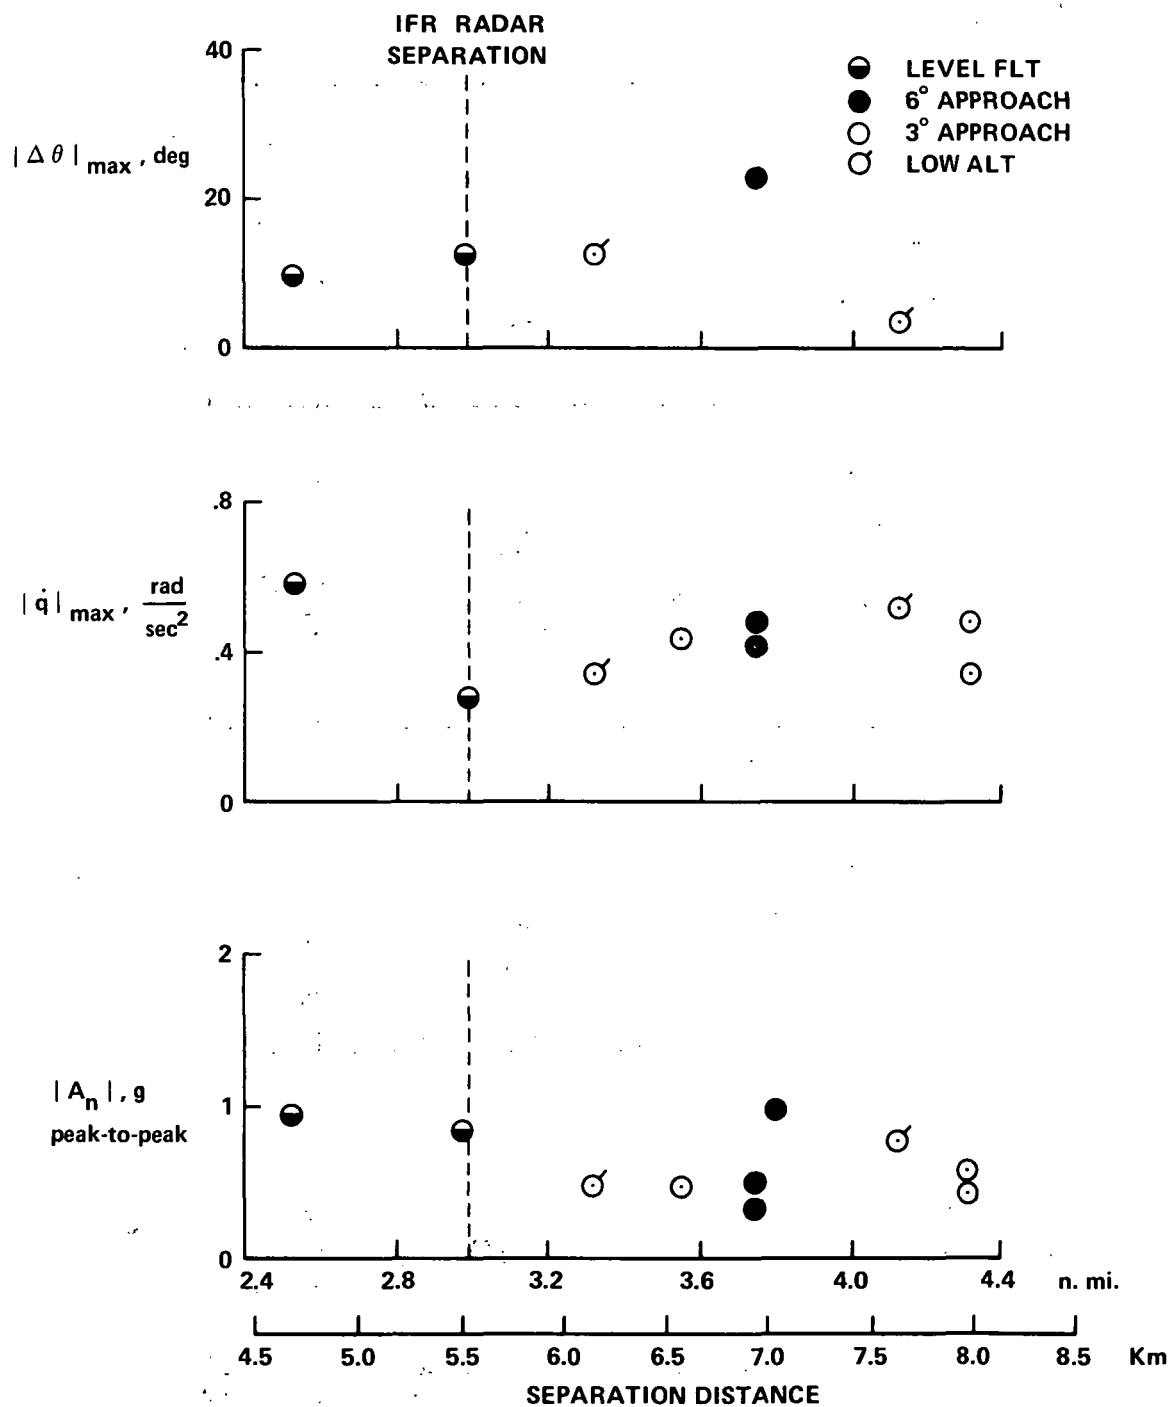 IFR RADAR
SEPARATION
LEVEL FLT
6° APPROACH
3° APPROACH
LOW ALT
40
|Δθ| max, deg
20
0
.8
|q̇| max, rad/sec²
.4
0
2
|An|, g
1
peak-to-peak
0
2.4 2.8 3.2 3.6 4.0 4.4 n. mi.
4.5 5.0 5.5 6.0 6.5 7.0 7.5 8.0 8.5 Km
SEPARATION DISTANCE